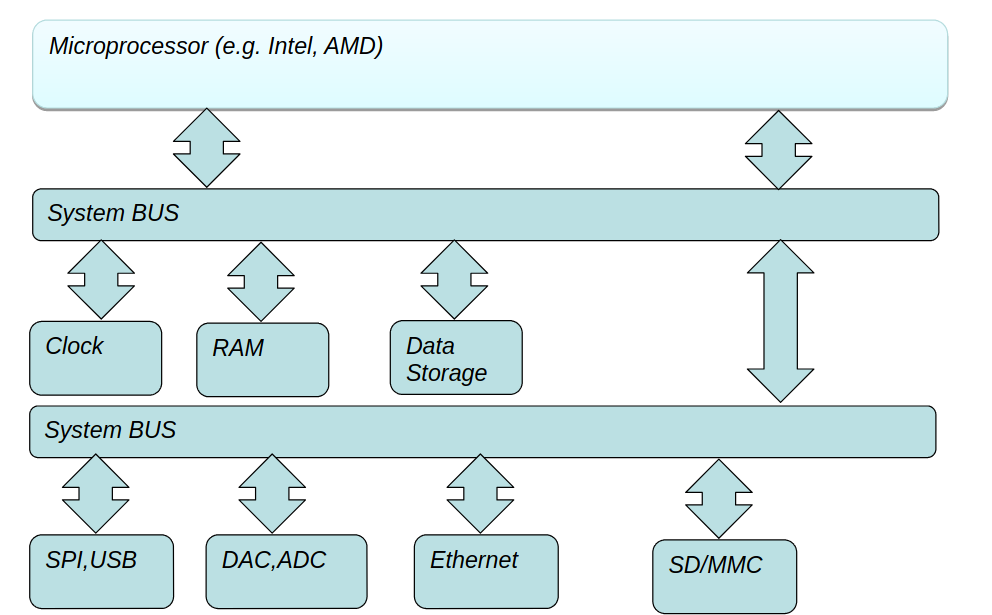 Microprocessor (e.g. Intel, AMD)
System BUS
Clock
RAM
Data
Storage
System BUS
SPI,USB
DAC,ADC
Ethernet
SD/MMC